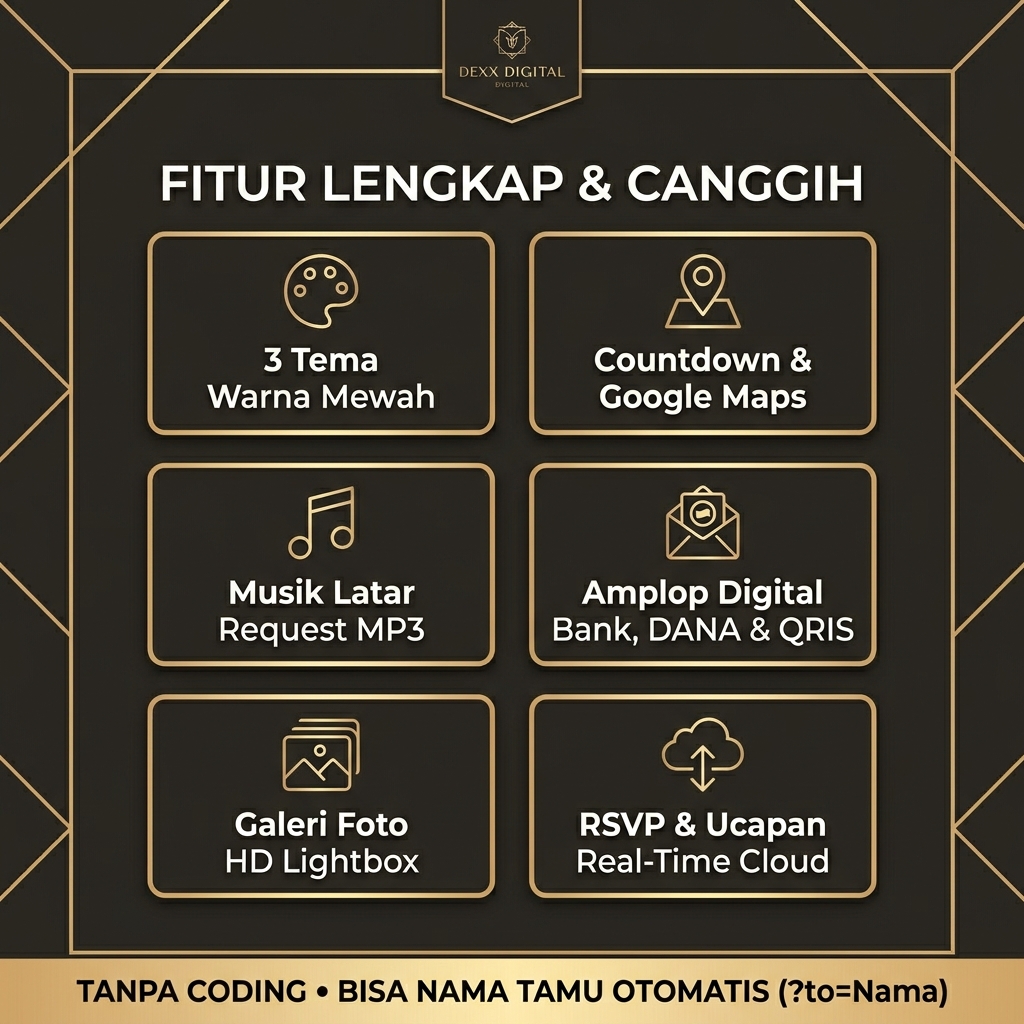 DEXX DIGITAL
DYGITAL
FITUR LENGKAP & CANGGIH
3 Tema
Warna Mewah
Countdown &
Google Maps
Musik Latar
Request MP3
Amplop Digital
Bank, DANA & QRIS
Galeri Foto
HD Lightbox
RSVP & Ucapan
Real-Time Cloud
TANPA CODING • BISA NAMA TAMU OTOMATIS (?to=Nama)